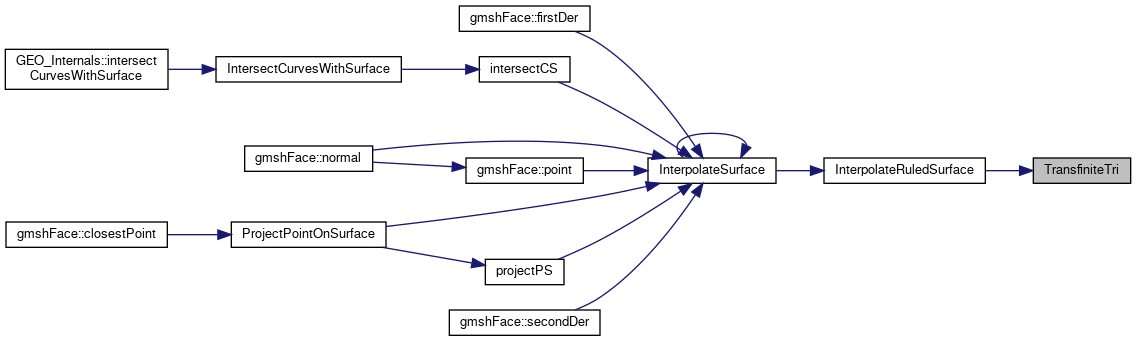 gmshFace::firstDer
GEO_Internals::intersect
CurvesWithSurface
IntersectCurvesWithSurface
intersectCS
gmshFace::normal
gmshFace::point
InterpolateSurface
InterpolateRuledSurface
TransfiniteTri
gmshFace::closestPoint
ProjectPointOnSurface
projectPS
gmshFace::secondDer